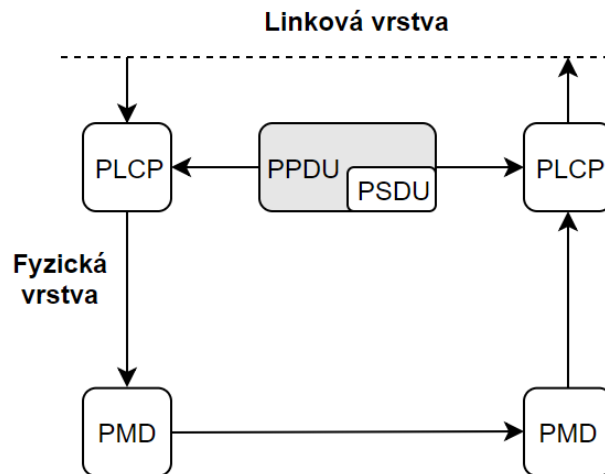 Linková vrstva
PLCP
PPDU
PSDU
PLCP
Fyzická
vrstva
PMD
PMD